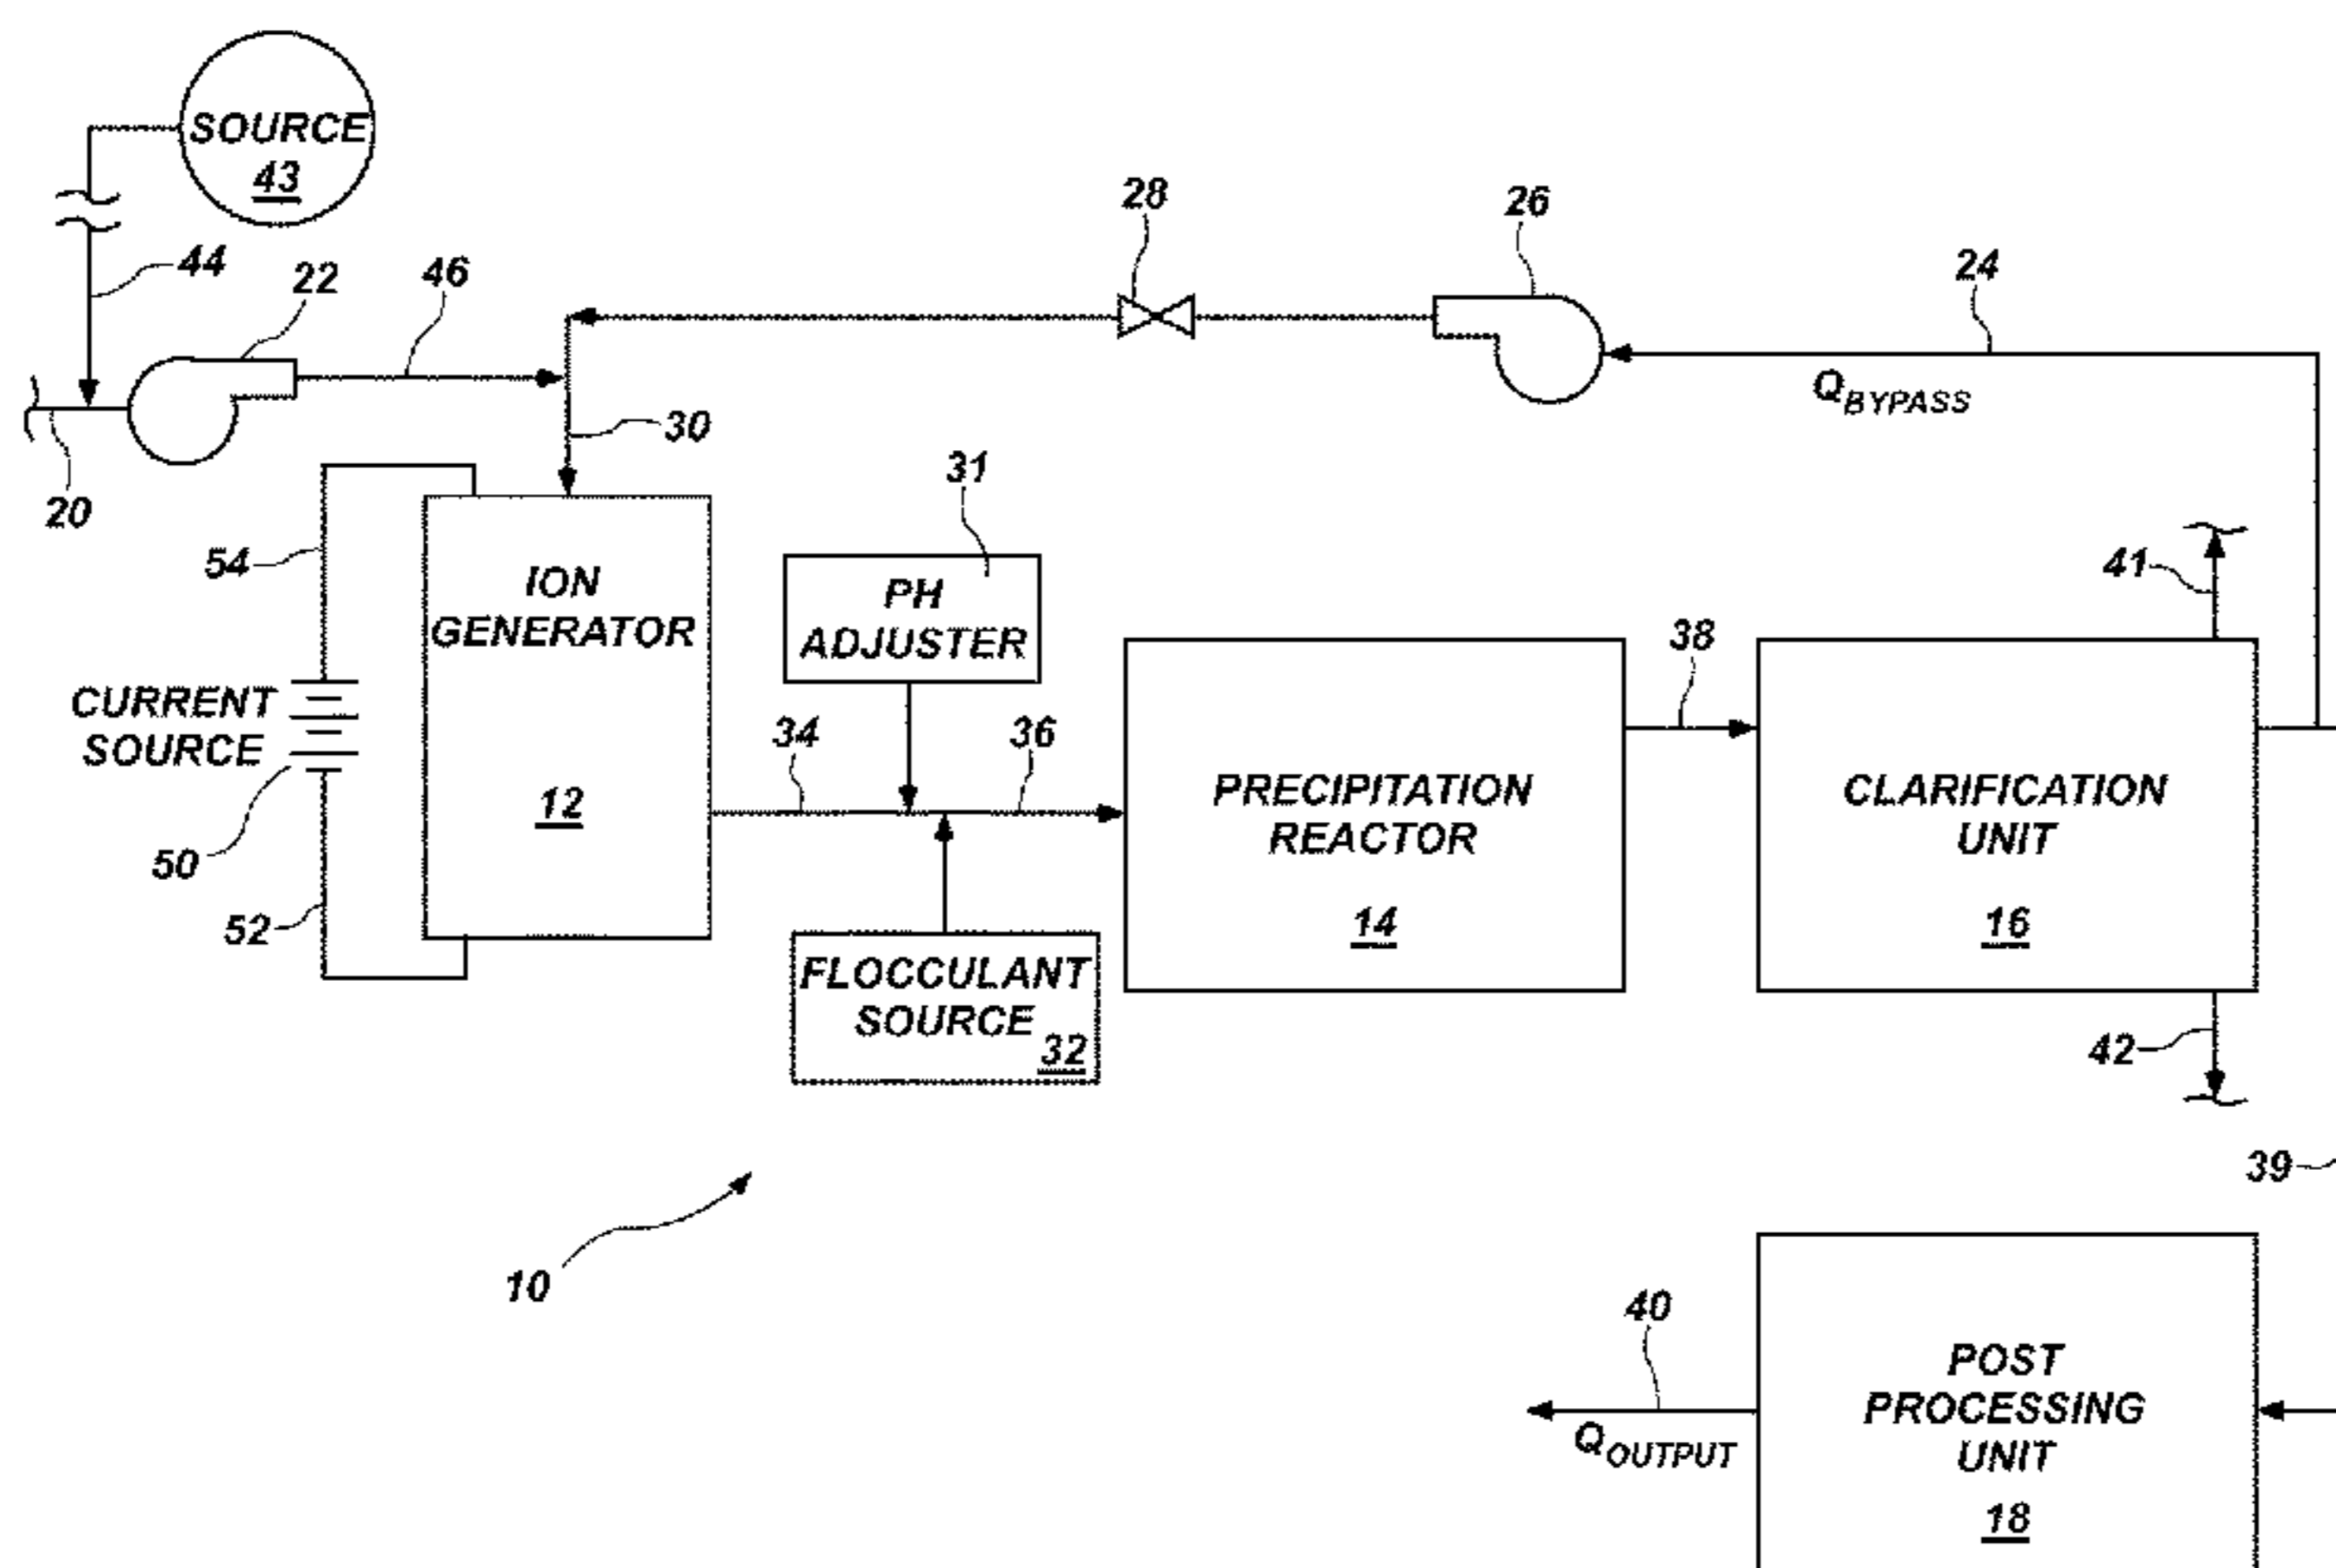 SOURCE
43
28
26
24
44
22
46
Q BYPASS
30
20
31
54
ION
GENERATOR
PH
ADJUSTER
41
38
CURRENT
SOURCE
34
36
12
PRECIPITATION
REACTOR
CLARIFICATION
UNIT
50
52
14
16
FLOCCULANT
SOURCE
32
42
39
10
40
POST
PROCESSING
UNIT
Q OUTPUT
18